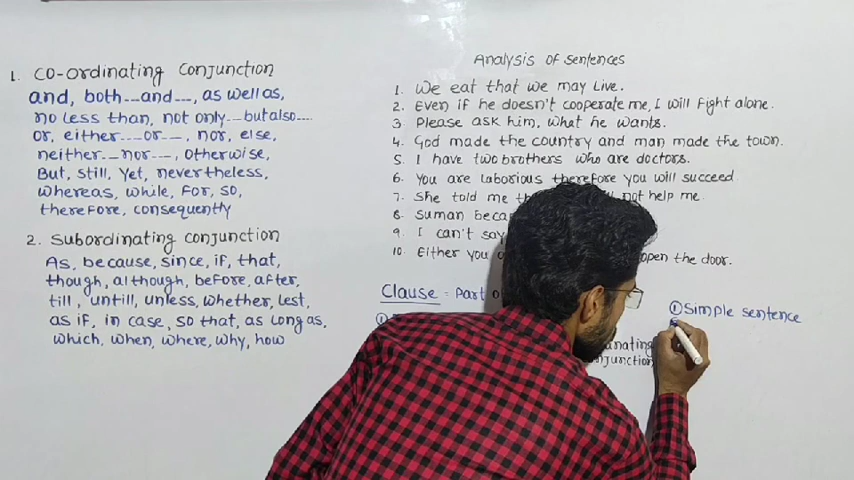 1. CO-ordinating Conjunction
and, both---and---, as well as,
no less than, not only---but also---
or, either---or---, nor, else,
neither---nor---, Otherwise,
But, still, Yet, nevertheless,
whereas, while, For, so,
therefore, consequently
2. Subordinating conjunction
As, because, since, if, that,
though, although, before, after,
till, untill, unless, whether, lest,
as if, in case, so that, as long as,
which, when, where, why, how
Analysis of sentences
1. We eat that we may Live.
2. Even if he doesn't cooperate me, I will Fight alone.
3. Please ask him, what he wants.
4. God made the country and man made the town.
5. I have two brothers who are doctors.
6. You are laborious therefore you will succeed
7. She told me not help me
8. Suman
9. I can't say
10. Either you open the door.
Clause = Part
① Simple sentence